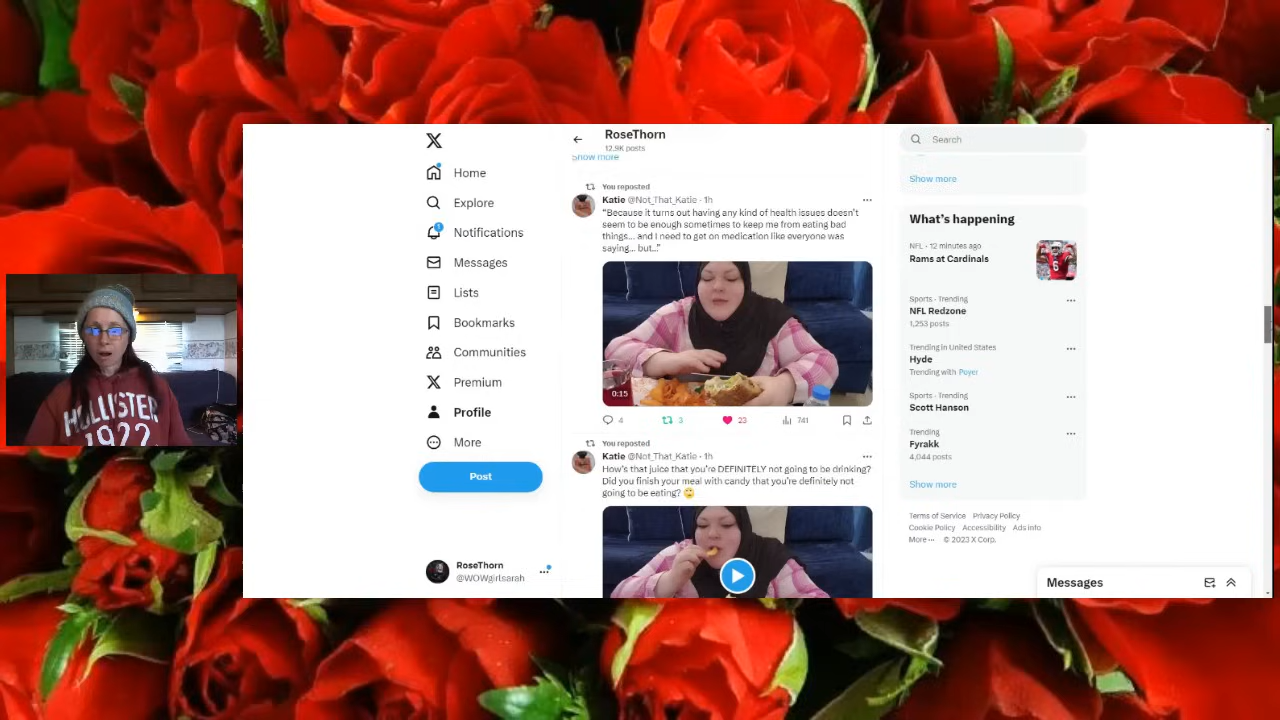 HOLLISTER
1922
X
Home
Explore
1
Notifications
Messages
Lists
Bookmarks
Communities
Premium
Profile
More
Post
RoseThorn
@WOWgirlsarah
RoseThorn
12.9K posts
Show more
You reposted
Katie @Not_That_Katie · 1h
"Because it turns out having any kind of health issues doesn't
seem to be enough sometimes to keep me from eating bad
things... and I need to get on medication like everyone was
saying... but..."
0:15
4 3 23 741
You reposted
Katie @Not_That_Katie · 1h
How's that juice that you're DEFINITELY not going to be drinking?
Did you finish your meal with candy that you're definitely not
going to be eating? 🙄
Search
Show more
What's happening
NFL · 12 minutes ago
Rams at Cardinals
Sports · Trending
NFL Redzone
1,253 posts
Trending in United States
Hyde
Trending with Poyer
Sports · Trending
Scott Hanson
Trending
Fyrakk
4,044 posts
Show more
Terms of Service Privacy Policy
Cookie Policy Accessibility Ads info
More ··· © 2023 X Corp.
Messages